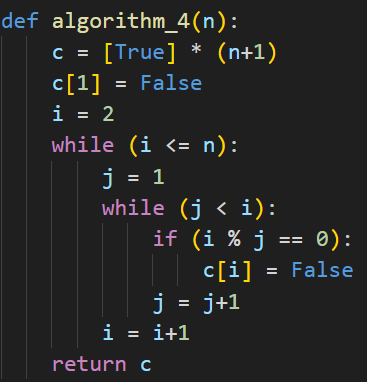 def algorithm_4(n):
    c = [True] * (n+1)
    c[1] = False
    i = 2
    while (i <= n):
        j = 1
        while (j < i):
            if (i % j == 0):
                c[i] = False
            j = j+1
        i = i+1
    return c